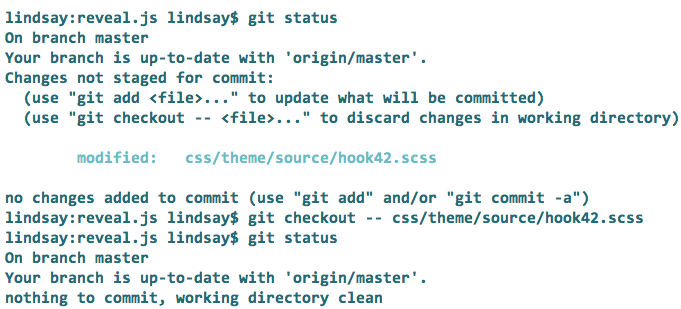 lindsay:reveal.js lindsay$ git status
On branch master
Your branch is up-to-date with 'origin/master'.
Changes not staged for commit:
  (use "git add <file>..." to update what will be committed)
  (use "git checkout -- <file>..." to discard changes in working directory)
        modified:   css/theme/source/hook42.scss
no changes added to commit (use "git add" and/or "git commit -a")
lindsay:reveal.js lindsay$ git checkout -- css/theme/source/hook42.scss
lindsay:reveal.js lindsay$ git status
On branch master
Your branch is up-to-date with 'origin/master'.
nothing to commit, working directory clean